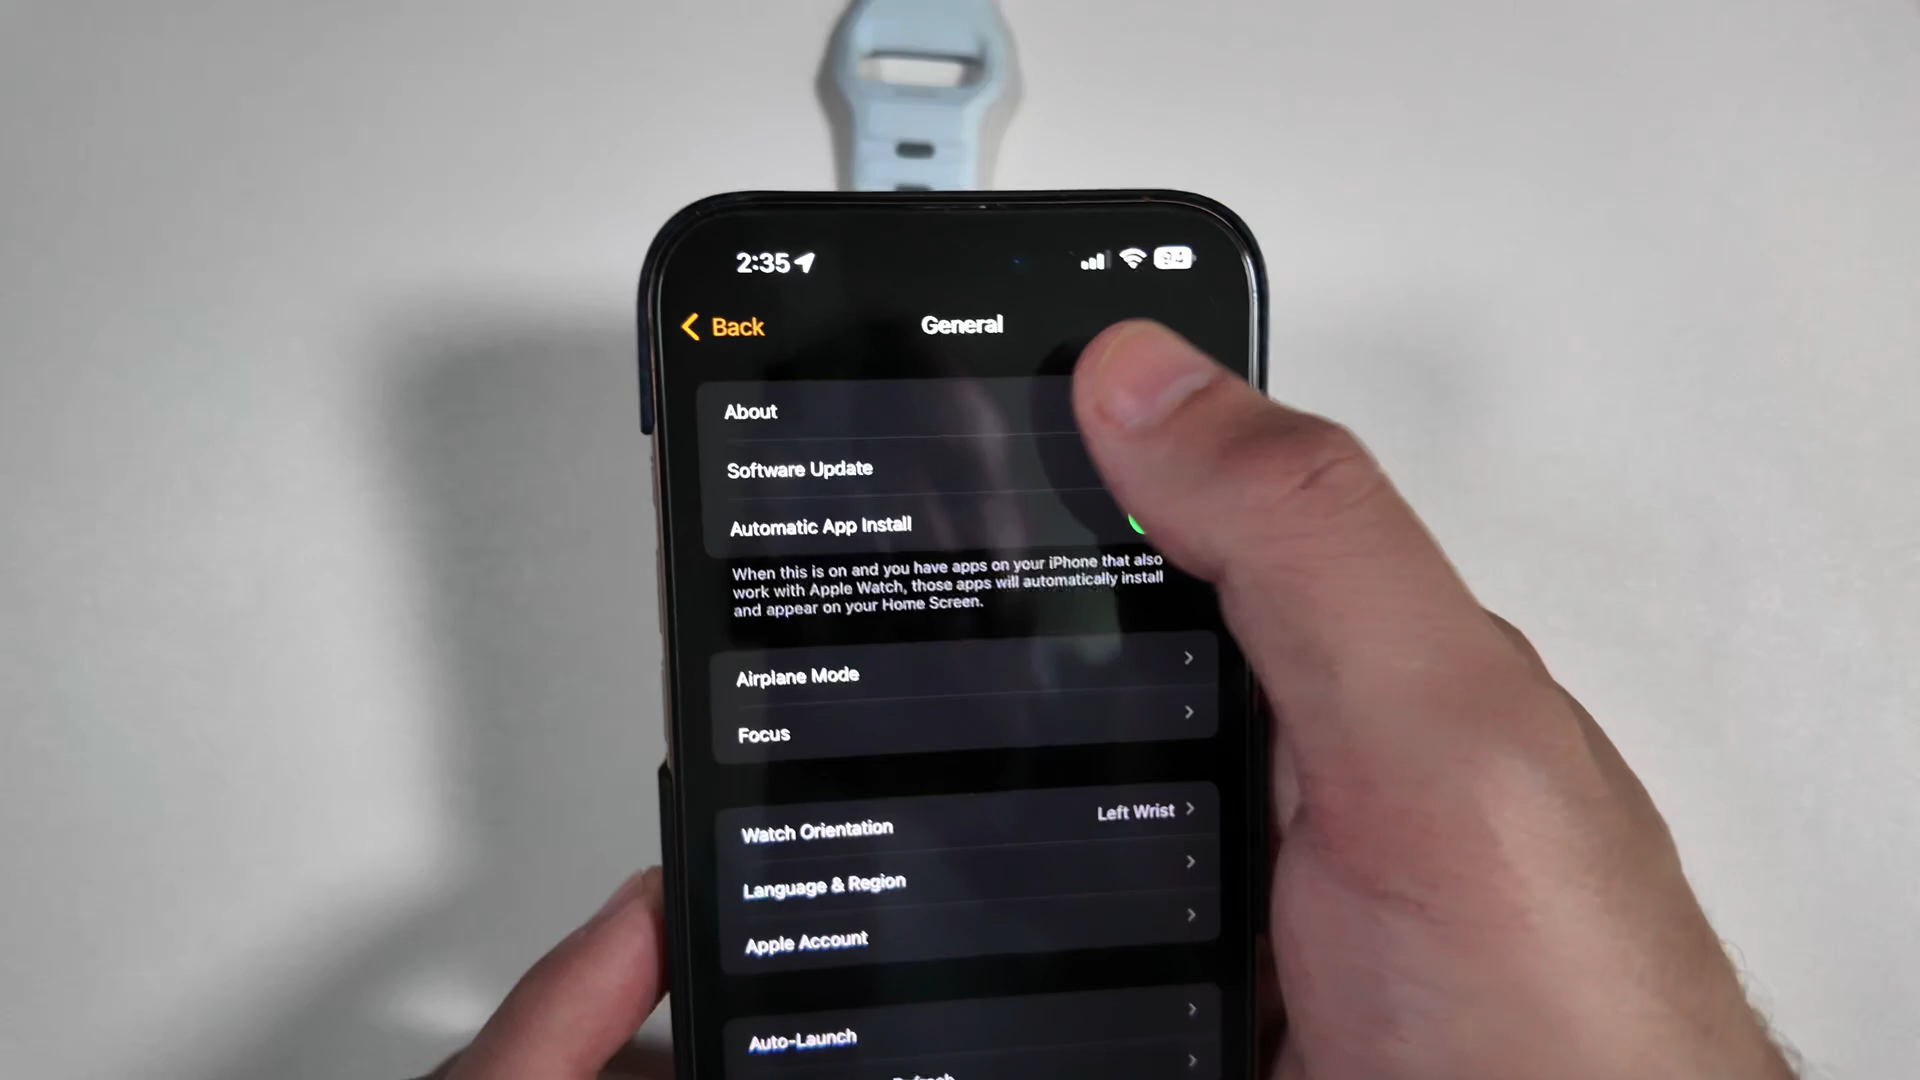 2:35
94
Back
General
About
Software Update
Automatic App Install
When this is on and you have apps on your iPhone that also
work with Apple Watch, those apps will automatically install
and appear on your Home Screen.
Airplane Mode
Focus
Watch Orientation
Left Wrist
Language & Region
Apple Account
Auto-Launch
Refresh